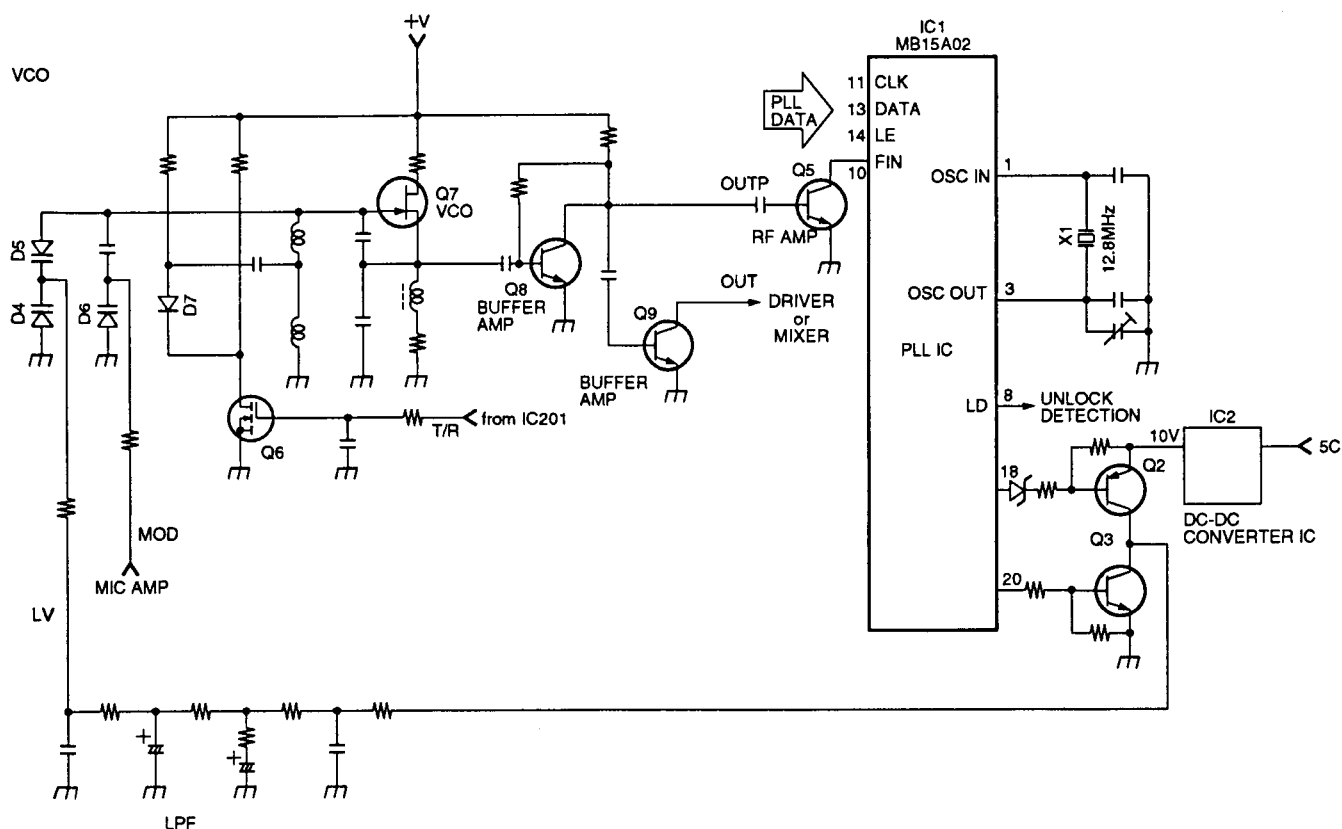 +V
IC1
MB15A02
VCO
11 CLK
PLL
DATA
13 DATA
14 LE
FIN
10
OSC IN
1
Q5
OUTP
RF AMP
Q7
VCO
X1
12.8MHz
D5
D4
D6
D7
Q8
BUFFER
AMP
OUT
DRIVER
or
MIXER
Q9
BUFFER
AMP
OSC OUT
3
PLL IC
LD
8
UNLOCK
DETECTION
T/R
from IC201
Q6
10V
IC2
5C
18
Q2
DC-DC
CONVERTER IC
Q3
20
MOD
MIC AMP
LV
+
+
LPF